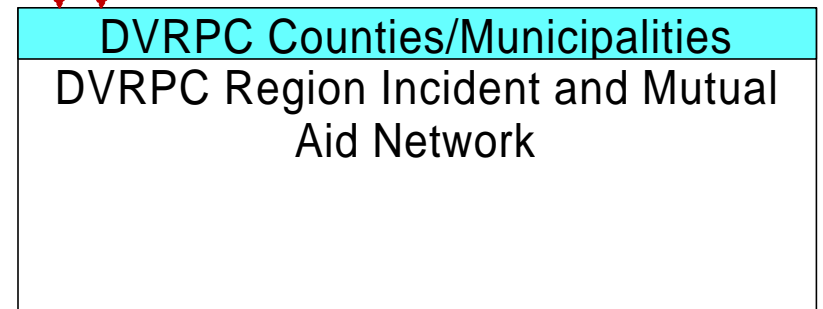 DVRPC Counties/Municipalities
DVRPC Region Incident and Mutual
Aid Network